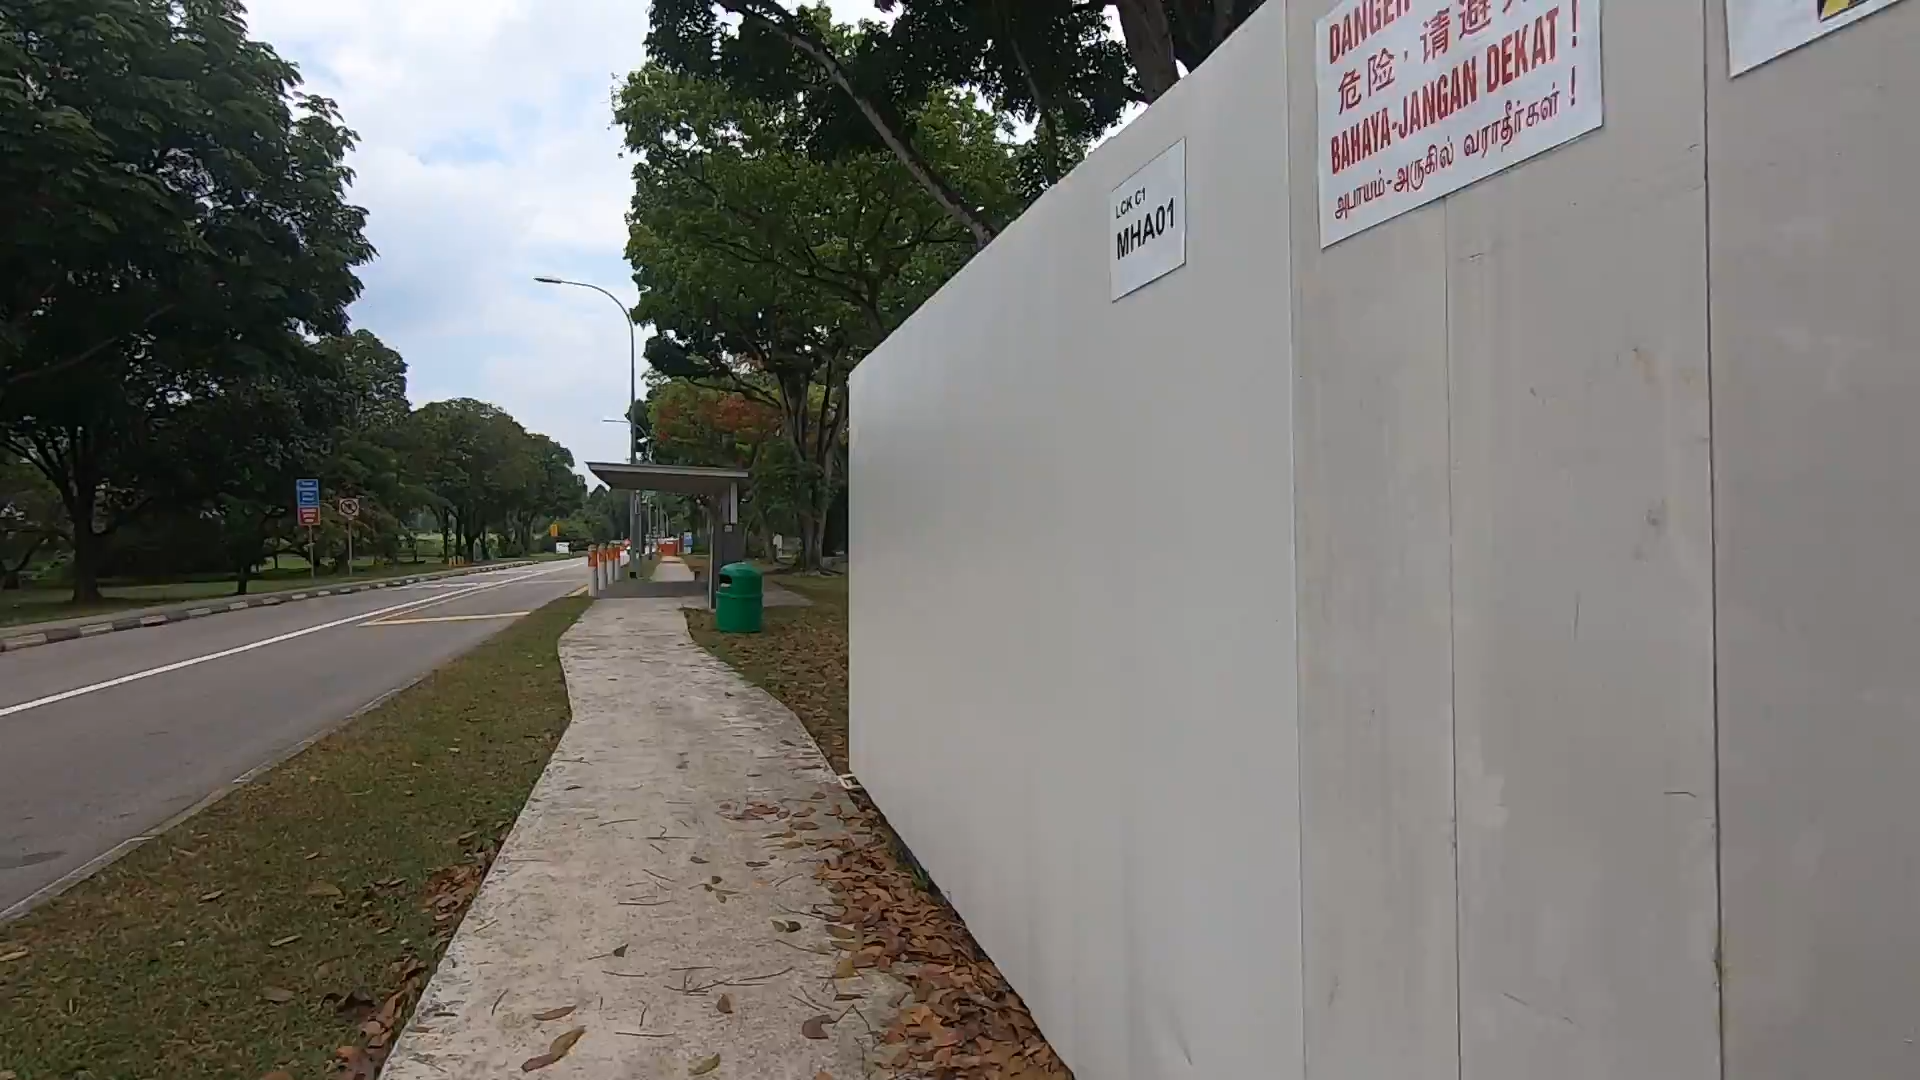 DANGER
危险，请避
BAHAYA-JANGAN DEKAT !
அபாயம்-அருகில் வராதீர்கள் !
LCK C1
MHA01